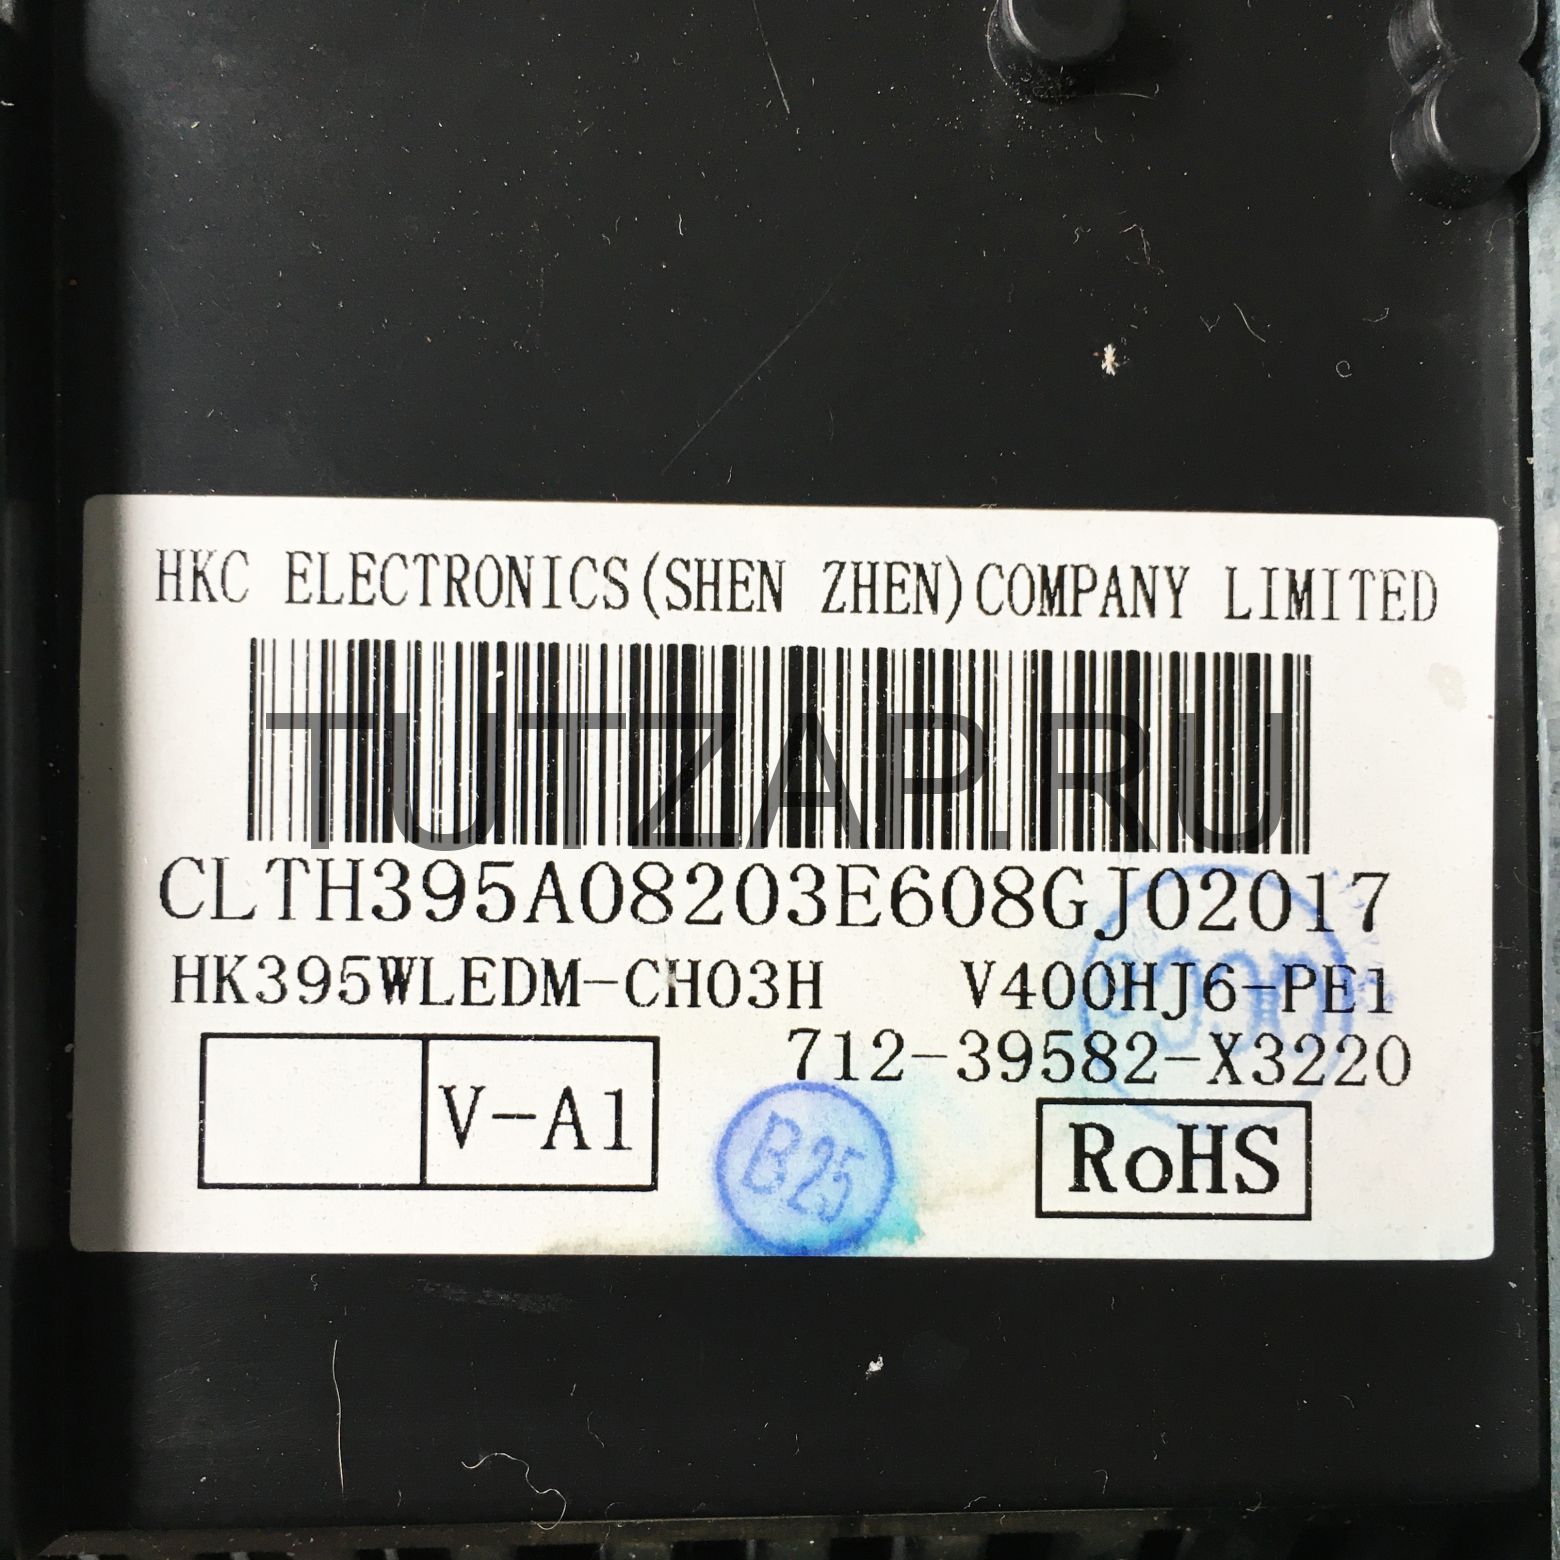 HKC ELECTRONICS(SHEN ZHEN)COMPANY LIMITED
TUTZAP.RU
CLTH395A08203E608GJ02017
HK395WLEDM-CH03H V400HJ6-PE1
712-39582-X3220
V-A1
B25
RoHS